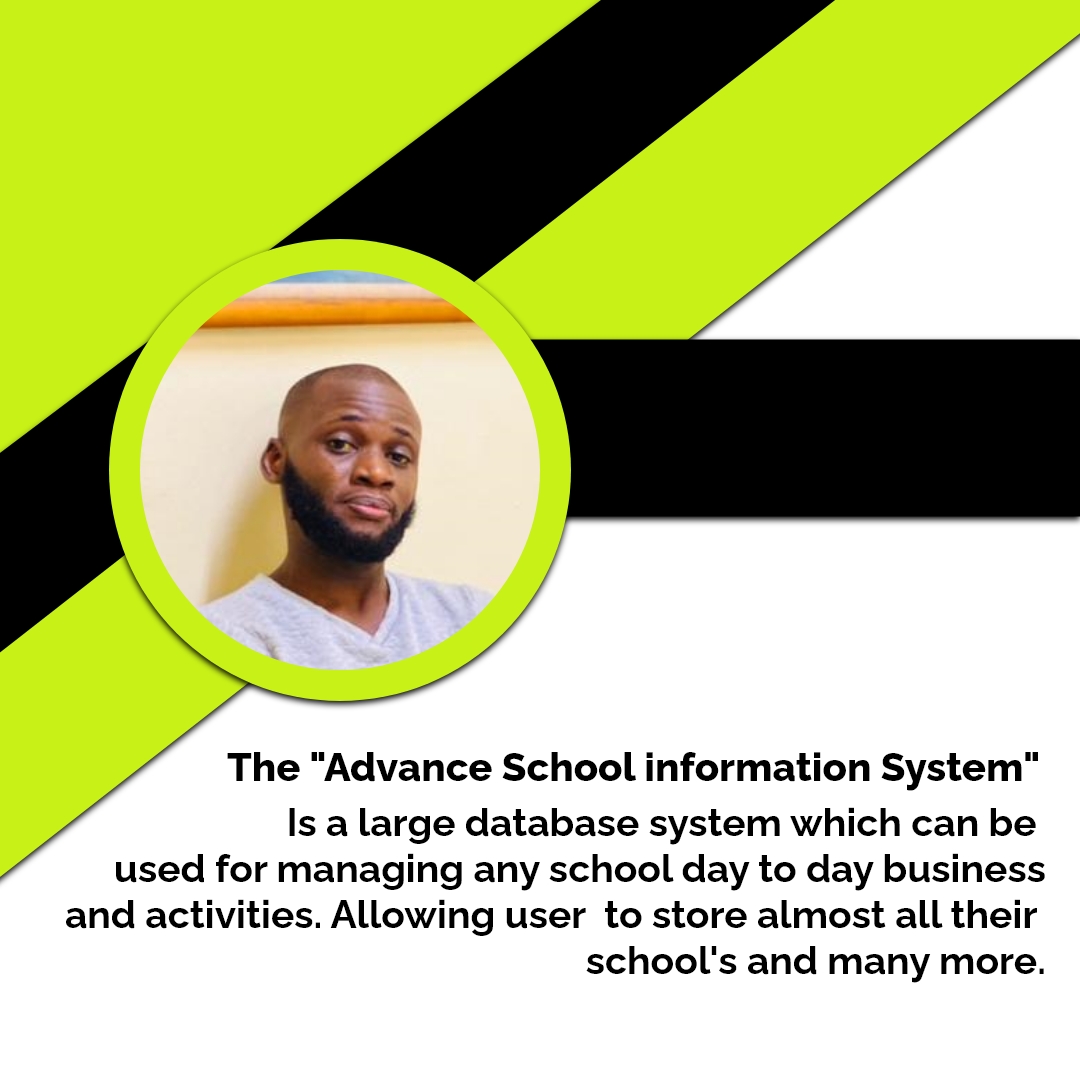 The "Advance School information System"
Is a large database system which can be
used for managing any school day to day business
and activities. Allowing user  to store almost all their
school's and many more.